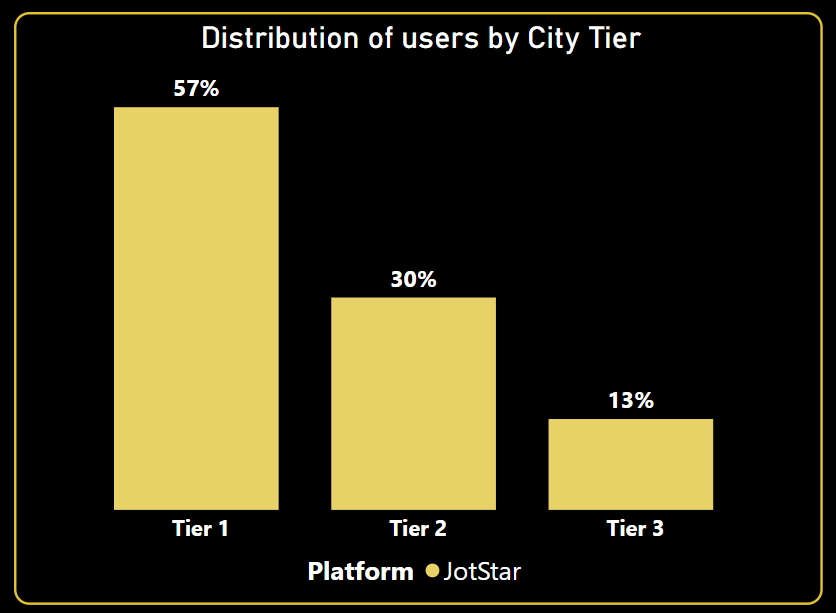 Distribution of users by City Tier
57%
30%
13%
Tier 1 Tier 2 Tier 3
Platform JotStar